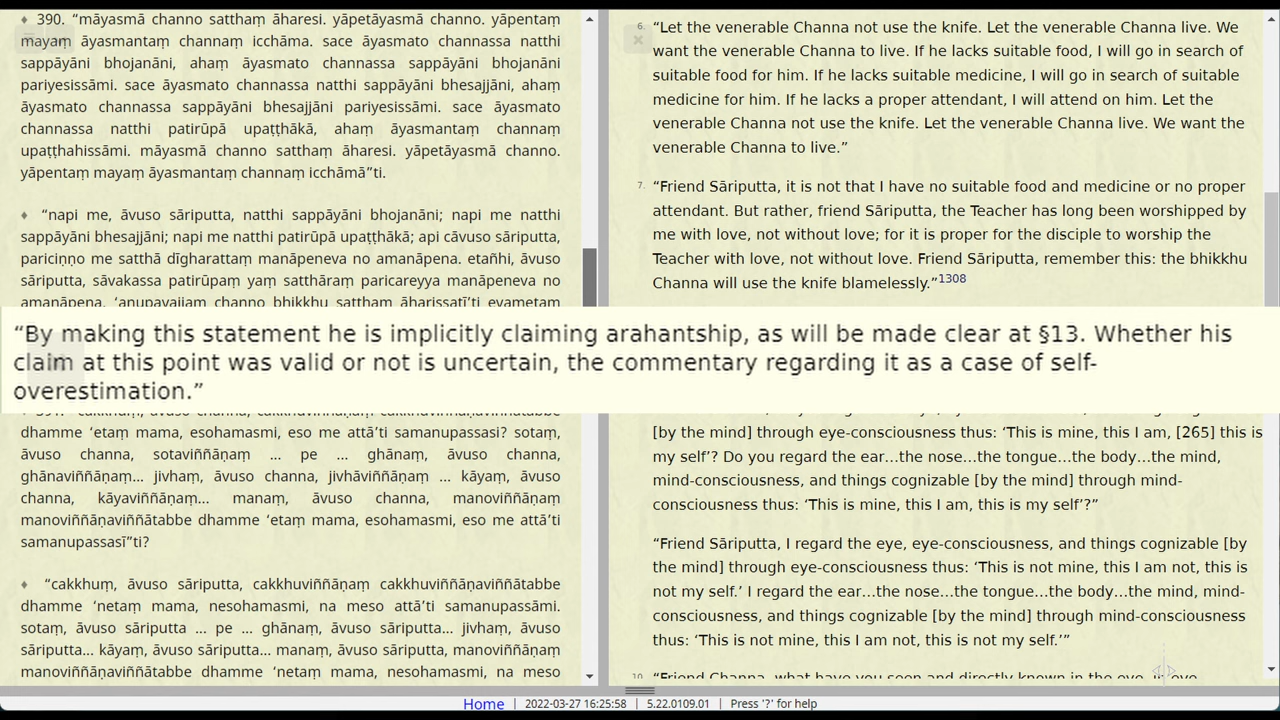 ♦ 390. “māyasmā channo satthaṃ āharesi. yāpetāyasmā channo. yāpentaṃ
mayaṃ āyasmantaṃ channaṃ icchāma. sace āyasmato channassa natthi
sappāyāni bhojanāni, ahaṃ āyasmato channassa sappāyāni bhojanāni
pariyesissāmi. sace āyasmato channassa natthi sappāyāni bhesajjāni, ahaṃ
āyasmato channassa sappāyāni bhesajjāni pariyesissāmi. sace āyasmato
channassa natthi patirūpā upaṭṭhākā, ahaṃ āyasmantaṃ channaṃ
upaṭṭhahissāmi. māyasmā channo satthaṃ āharesi. yāpetāyasmā channo.
yāpentaṃ mayaṃ āyasmantaṃ channaṃ icchāmā”ti.
♦ “napi me, āvuso sāriputta, natthi sappāyāni bhojanāni; napi me natthi
sappāyāni bhesajjāni; napi me natthi patirūpā upaṭṭhākā; api cāvuso sāriputta,
pariciṇṇo me satthā dīgharattaṃ manāpeneva no amanāpena. etañhi, āvuso
sāriputta, sāvakassa patirūpaṃ yaṃ satthāraṃ paricareyya manāpeneva no
amanāpena. ‘anupavajjaṃ channo bhikkhu satthaṃ āharissatī’ti evametaṃ
6. “Let the venerable Channa not use the knife. Let the venerable Channa live. We
want the venerable Channa to live. If he lacks suitable food, I will go in search of
suitable food for him. If he lacks suitable medicine, I will go in search of suitable
medicine for him. If he lacks a proper attendant, I will attend on him. Let the
venerable Channa not use the knife. Let the venerable Channa live. We want the
venerable Channa to live.”
7. “Friend Sāriputta, it is not that I have no suitable food and medicine or no proper
attendant. But rather, friend Sāriputta, the Teacher has long been worshipped by
me with love, not without love; for it is proper for the disciple to worship the
Teacher with love, not without love. Friend Sāriputta, remember this: the bhikkhu
Channa will use the knife blamelessly.”1308
“By making this statement he is implicitly claiming arahantship, as will be made clear at §13. Whether his
claim at this point was valid or not is uncertain, the commentary regarding it as a case of self-
overestimation.”
dhamme ‘etaṃ mama, esohamasmi, eso me attā’ti samanupassasi? sotaṃ,
āvuso channa, sotaviññāṇaṃ ... pe ... ghānaṃ, āvuso channa,
ghānaviññāṇaṃ... jivhaṃ, āvuso channa, jivhāviññāṇaṃ ... kāyaṃ, āvuso
channa, kāyaviññāṇaṃ... manaṃ, āvuso channa, manoviññāṇaṃ
manoviññāṇaviññātabbe dhamme ‘etaṃ mama, esohamasmi, eso me attā’ti
samanupassasī”ti?
♦ “cakkhuṃ, āvuso sāriputta, cakkhuviññāṇaṃ cakkhuviññāṇaviññātabbe
dhamme ‘netaṃ mama, nesohamasmi, na meso attā’ti samanupassāmi.
sotaṃ, āvuso sāriputta ... pe ... ghānaṃ, āvuso sāriputta... jivhaṃ, āvuso
sāriputta... kāyaṃ, āvuso sāriputta... manaṃ, āvuso sāriputta, manoviññāṇaṃ
manoviññāṇaviññātabbe dhamme ‘netaṃ mama, nesohamasmi, na meso
[by the mind] through eye-consciousness thus: ‘This is mine, this I am, [265] this is
my self’? Do you regard the ear…the nose…the tongue…the body…the mind,
mind-consciousness, and things cognizable [by the mind] through mind-
consciousness thus: ‘This is mine, this I am, this is my self’?”
“Friend Sāriputta, I regard the eye, eye-consciousness, and things cognizable [by
the mind] through eye-consciousness thus: ‘This is not mine, this I am not, this is
not my self.’ I regard the ear…the nose…the tongue…the body…the mind, mind-
consciousness, and things cognizable [by the mind] through mind-consciousness
thus: ‘This is not mine, this I am not, this is not my self.’”
10. “Friend Channa, what have you seen and directly known in the eye, in eye-
Home | 2022-03-27 16:25:58 | 5.22.0109.01 | Press '?' for help